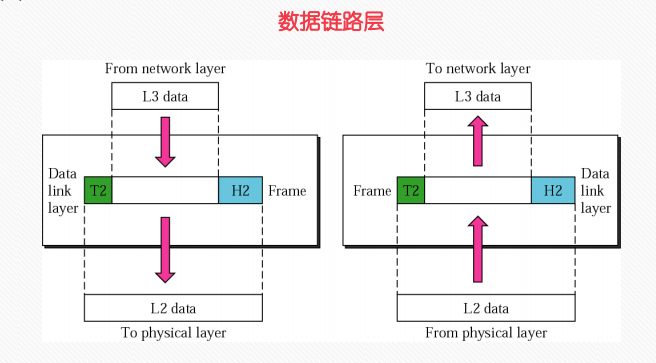 数据链路层
From network layer
L3 data
Data
link
layer
T2
H2
Frame
L2 data
To physical layer
To network layer
L3 data
Frame
T2
H2
Data
link
layer
L2 data
From physical layer